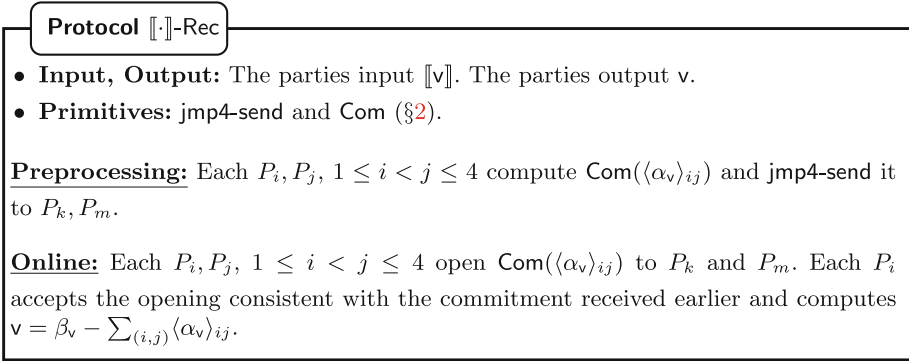 Protocol ⟦·⟧-Rec
• Input, Output: The parties input ⟦v⟧. The parties output v.
• Primitives: jmp4-send and Com (§2).
Preprocessing: Each P_i, P_j, 1 ≤ i < j ≤ 4 compute Com(⟨α_v⟩_ij) and jmp4-send it
to P_k, P_m.
Online: Each P_i, P_j, 1 ≤ i < j ≤ 4 open Com(⟨α_v⟩_ij) to P_k and P_m. Each P_i
accepts the opening consistent with the commitment received earlier and computes
v = β_v − ∑_(i,j)⟨α_v⟩_ij.